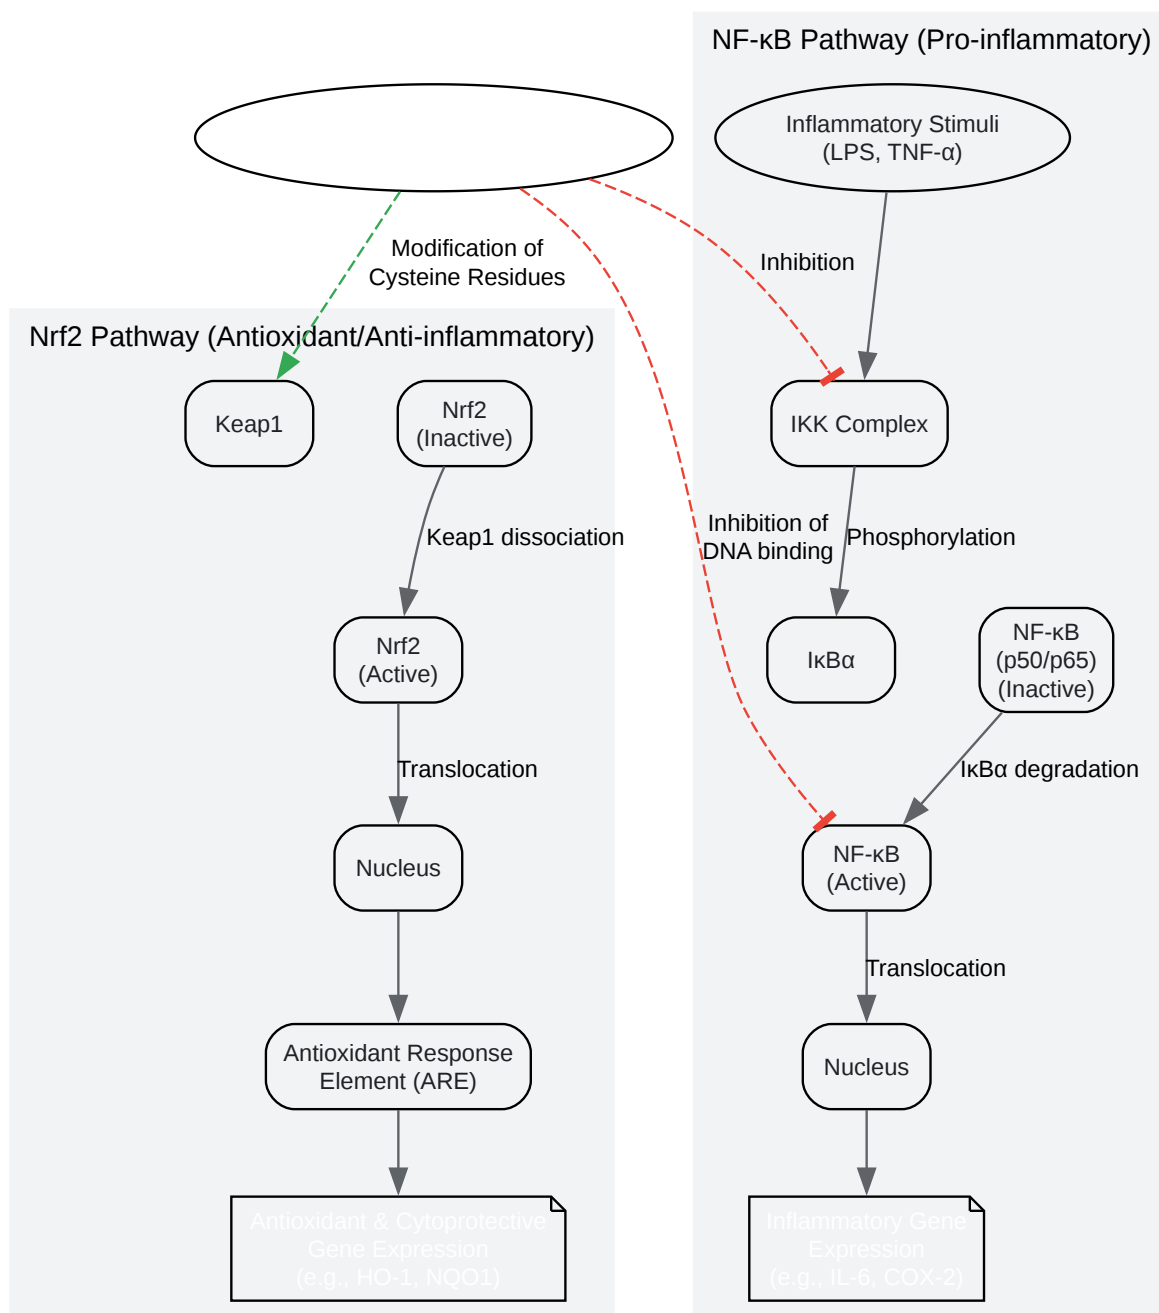 NF-κB Pathway (Pro-inflammatory)
Inflammatory Stimuli
(LPS, TNF-α)
Modification of
Cysteine Residues
Inhibition
Nrf2 Pathway (Antioxidant/Anti-inflammatory)
Keap1
Nrf2
(Inactive)
IKK Complex
Keap1 dissociation
Inhibition of
DNA binding
Phosphorylation
Nrf2
(Active)
IκBα
NF-κB
(p50/p65)
(Inactive)
Translocation
IκBα degradation
Nucleus
NF-κB
(Active)
Translocation
Antioxidant Response
Element (ARE)
Nucleus
Antioxidant & Cytoprotective
Gene Expression
(e.g., HO-1, NQO1)
Inflammatory Gene
Expression
(e.g., IL-6, COX-2)